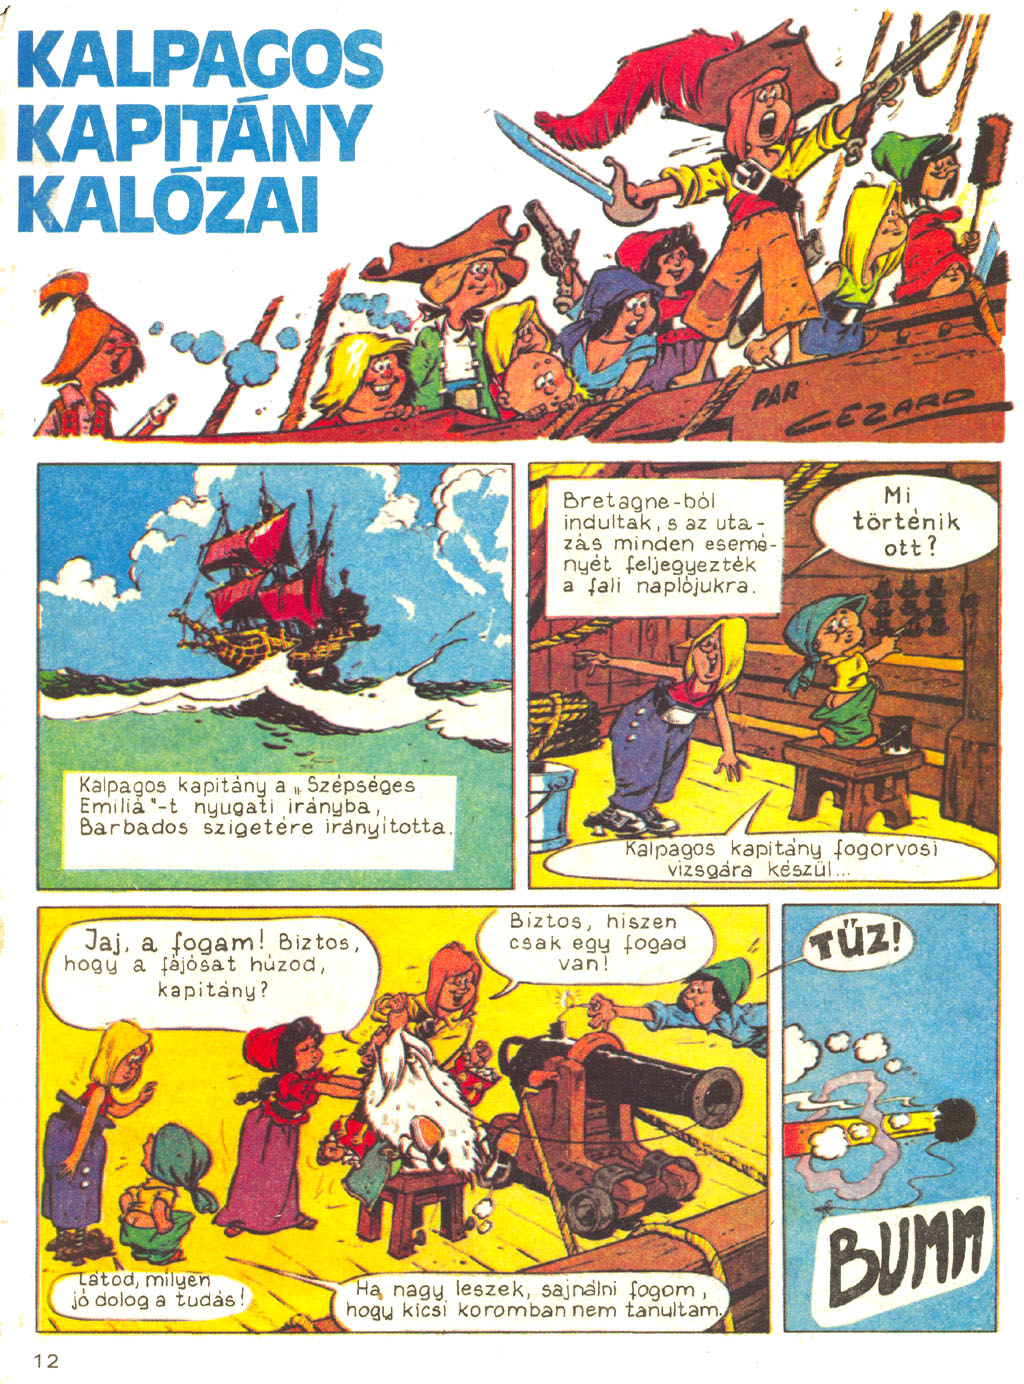 KALPAGOS
KAPITÁNY
KALÓZAI
PAR
CEZARD
Kalpagos kapitány a „Szépséges
Emiliá"-t nyugati irányba,
Barbados szigetére irányította.
Bretagne-ból
indultak, s az uta-
zás minden esemé-
nyét feljegyezték
a fali naplójukra.
Mi
történik
ott?
Kalpagos kapitány fogorvosi
vizsgára készül...
Jaj, a fogam! Biztos,
hogy a fájósat húzod,
kapitány?
Biztos, hiszen
csak egy fogad
van!
Látod, milyen
jó dolog a tudás!
Ha nagy leszek, sajnálni fogom,
hogy kicsi koromban nem tanultam.
TŰZ!
BUMM
12